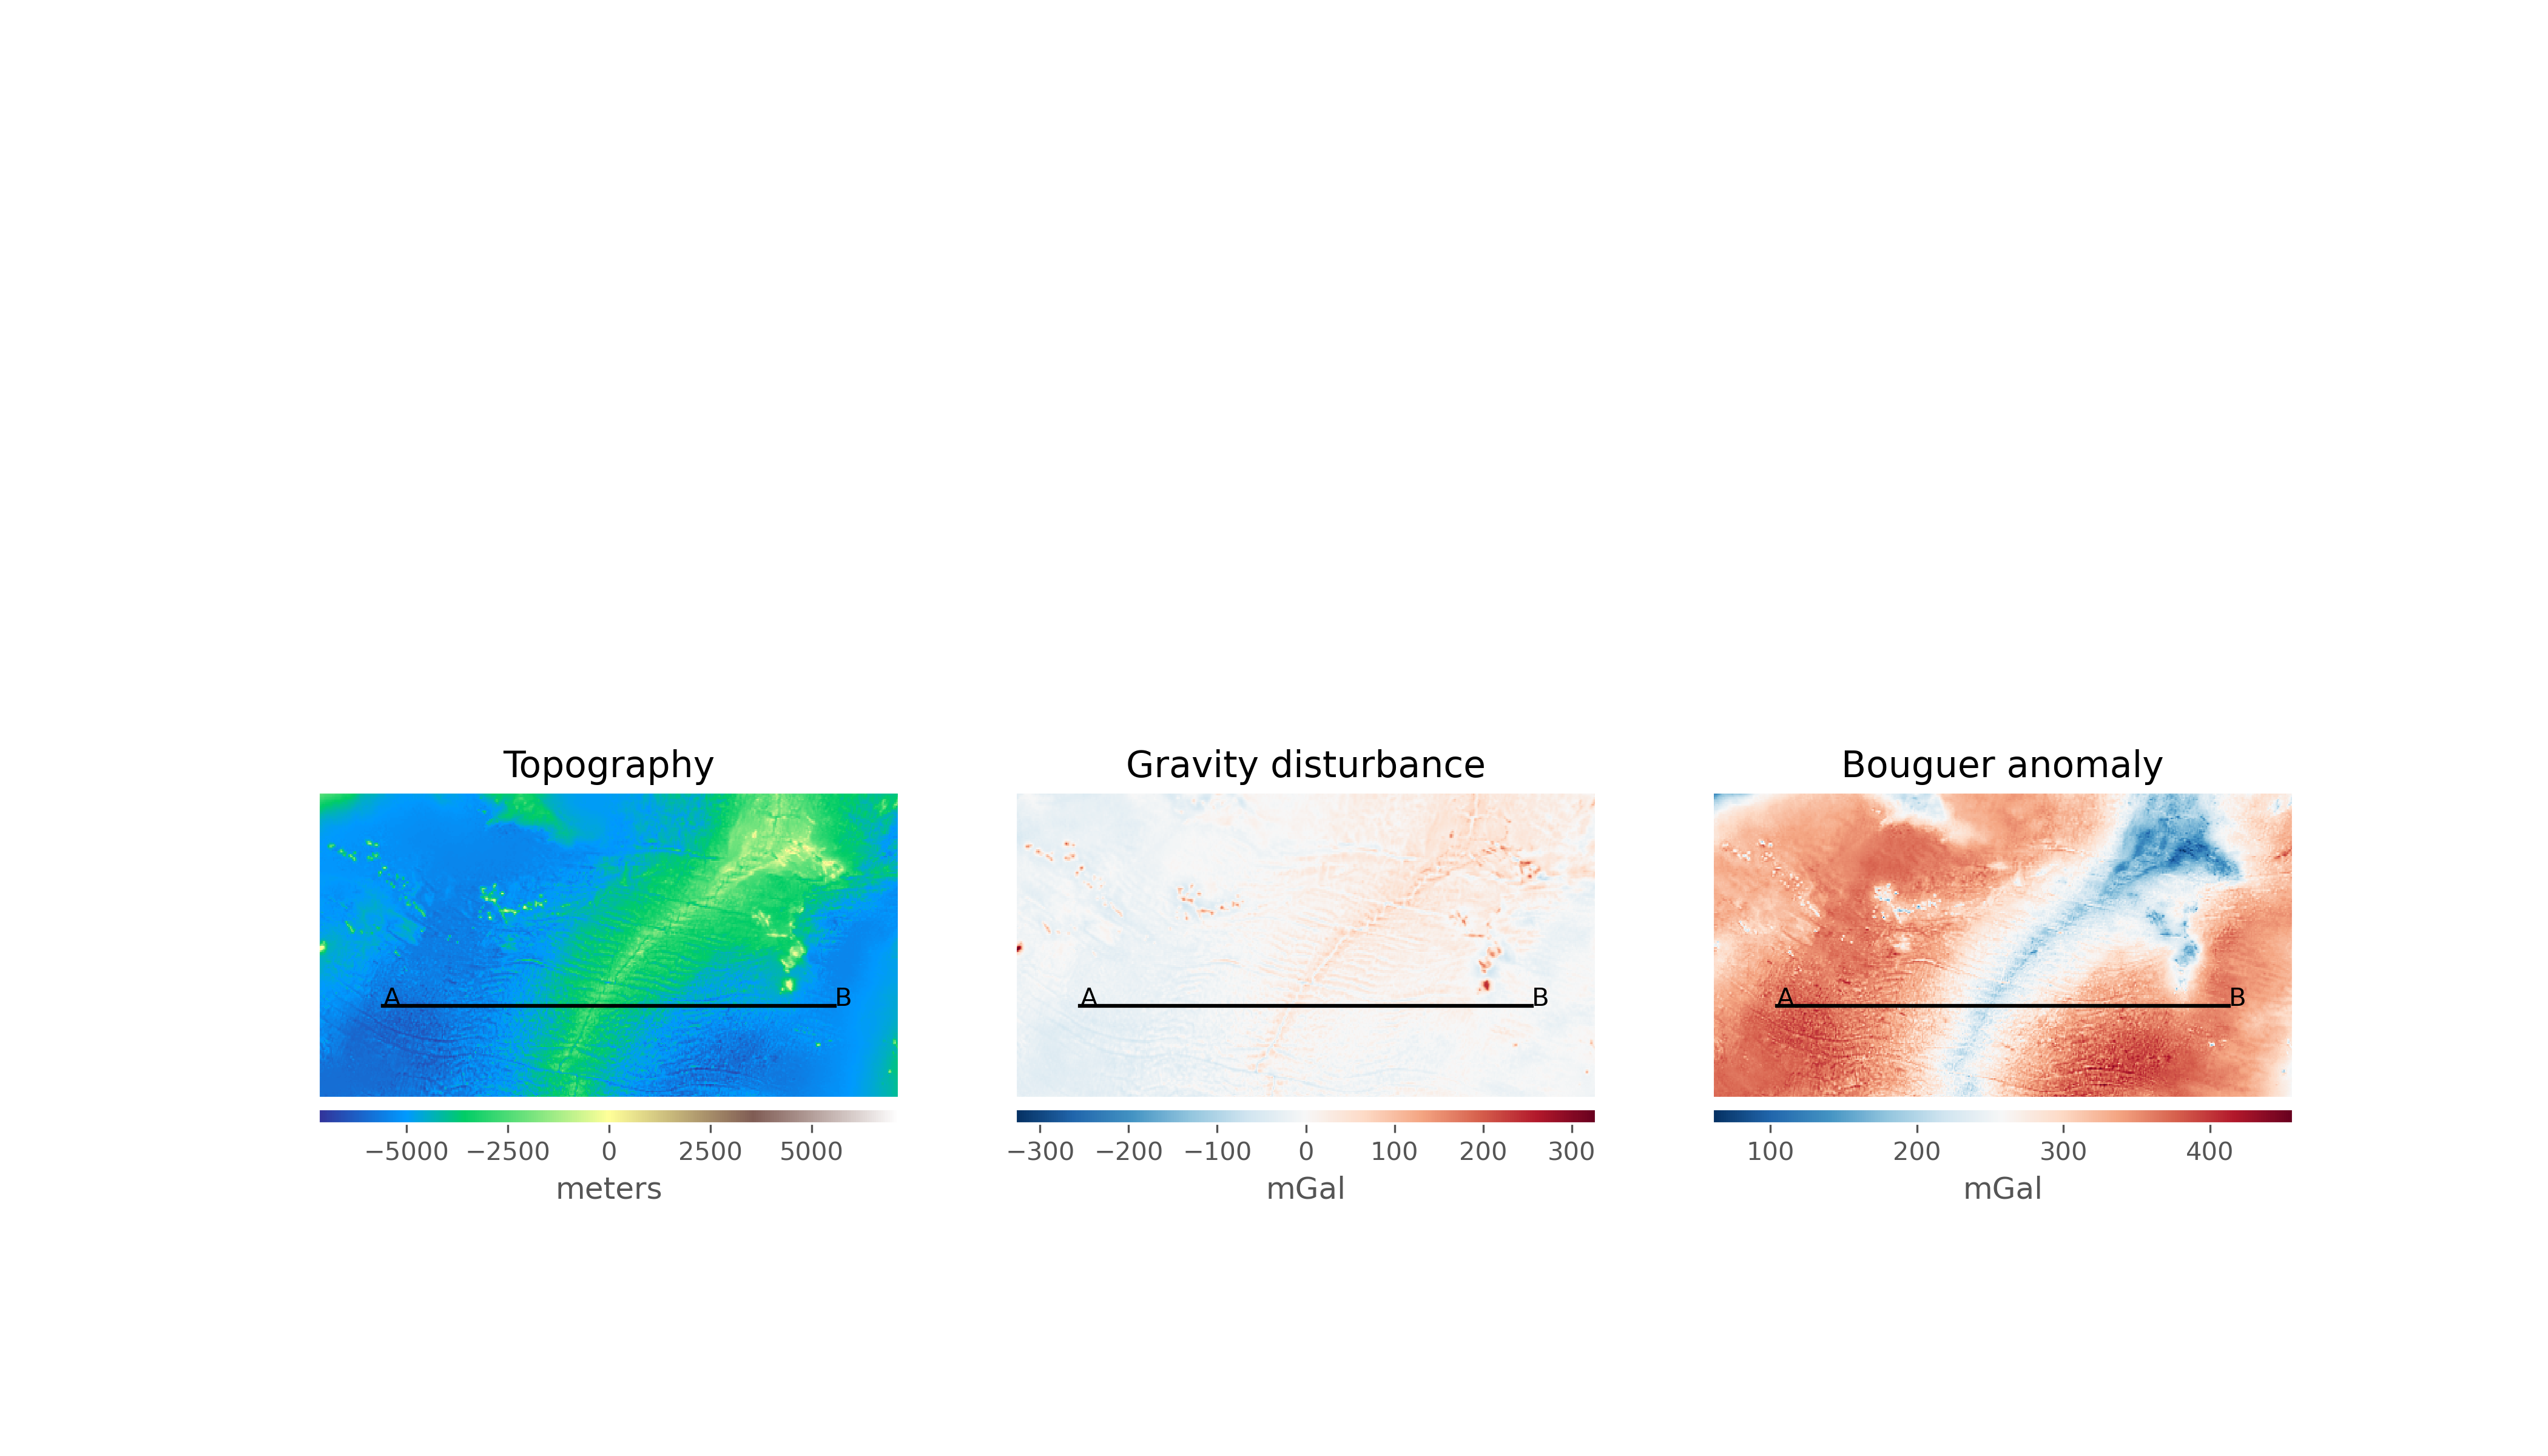 Topography
Gravity disturbance
Bouguer anomaly
A B
A B
A B
−5000 −2500 0 2500 5000
−300 −200 −100 0 100 200 300
100 200 300 400
meters
mGal
mGal